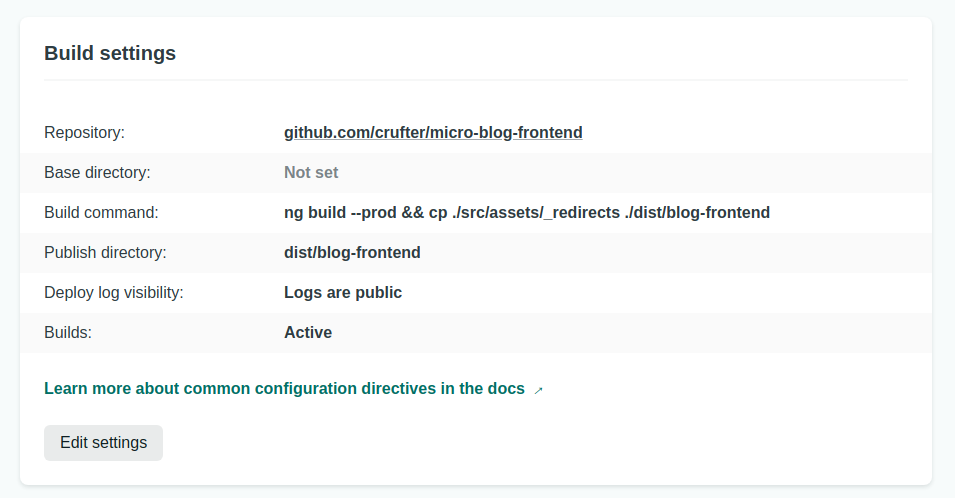 Build settings
Repository: github.com/crufter/micro-blog-frontend
Base directory: Not set
Build command: ng build --prod && cp ./src/assets/_redirects ./dist/blog-frontend
Publish directory: dist/blog-frontend
Deploy log visibility: Logs are public
Builds: Active
Learn more about common configuration directives in the docs ↗
Edit settings